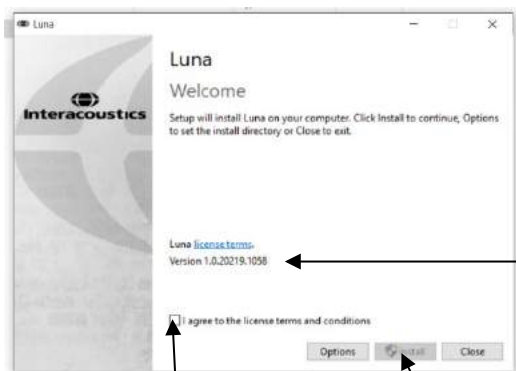 Luna
Luna
Welcome
Interacoustics
Setup will install Luna on your computer. Click Install to continue, Options
to set the install directory or Close to exit.
Luna license terms.
Version 1.0.20219.1058
I agree to the license terms and conditions
Options Install Close